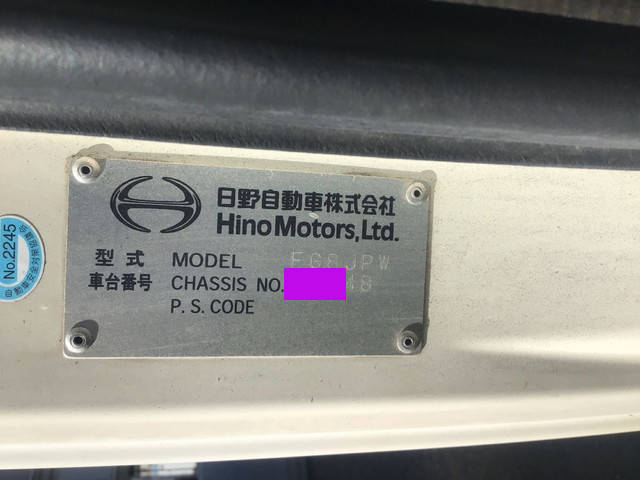 日野自動車株式会社
Hino Motors, Ltd.
型式 MODEL FG8JPW
車台番号 CHASSIS NO. 48
P. S. CODE
No.2245